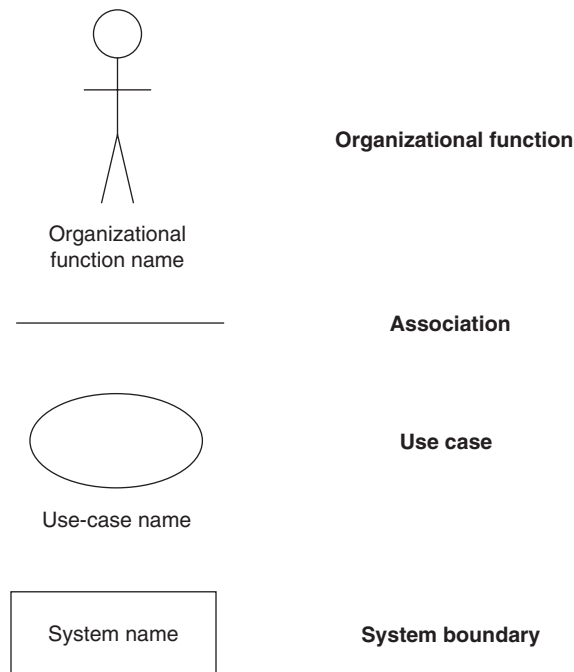 Organizational function
Organizational
function name
Association
Use case
Use-case name
System name
System boundary